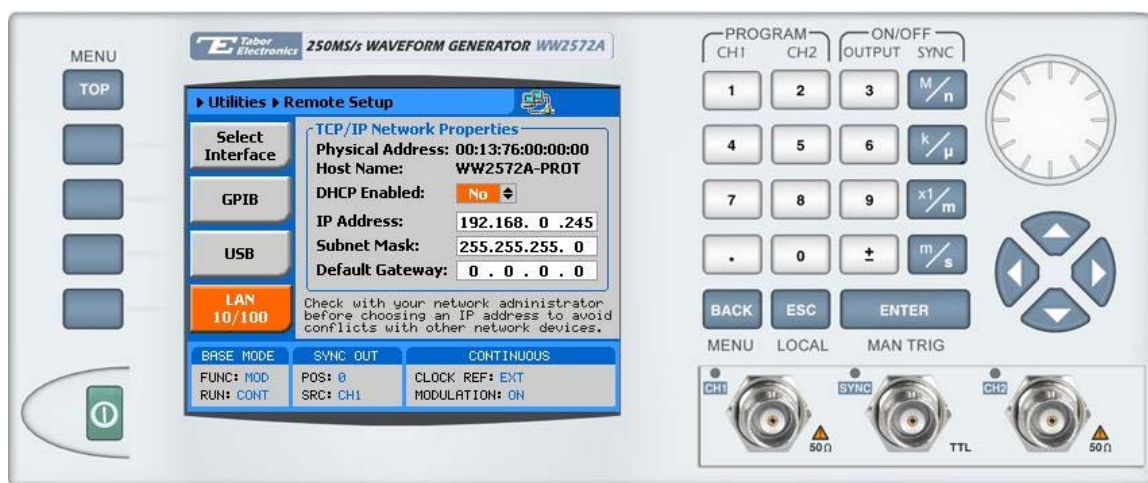 MENU
TOP
Tabor Electronics 250MS/s WAVEFORM GENERATOR WW2572A
Utilities Remote Setup
Select Interface
GPIB
USB
LAN 10/100
TCP/IP Network Properties
Physical Address: 00:13:76:00:00:00
Host Name: WW2572A-PROT
DHCP Enabled: No
IP Address: 192.168. 0 .245
Subnet Mask: 255.255.255. 0
Default Gateway: 0 . 0 . 0 . 0
Check with your network adninistrator
before choosing an IP address to avoid
conflicts with other network devices.
BASE MODE SYNC OUT CONTINUOUS
FUNC: MOD POS: 0 CLOCK REF: EXT
RUN: CONT SRC: CH1 MODULATION: ON
PROGRAM ON/OFF
CH1 CH2 OUTPUT SYNC
1 2 3 M/n
4 5 6 k/μ
7 8 9 x1/m
. 0 ± m/s
BACK ESC ENTER
MENU LOCAL MAN TRIG
CH1 SYNC CH2
50Ω TTL 50Ω